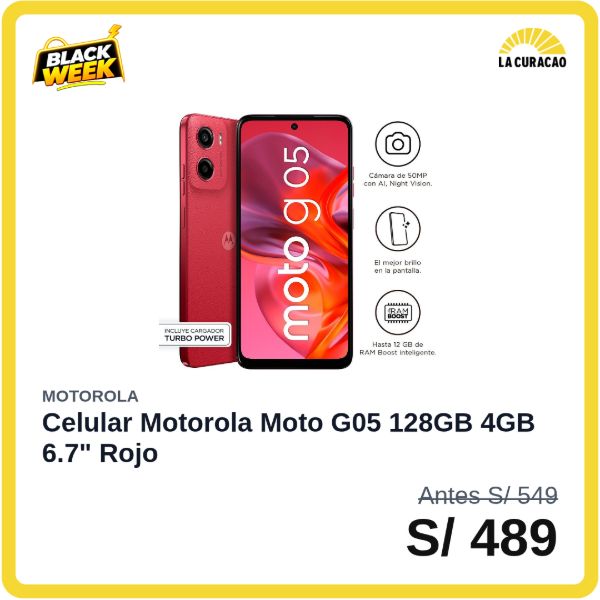 BLACK
WEEK
LA CURACAO
moto g 05
Cámara de 50MP
con AI, Night Vision.
El mejor brillo
en la pantalla.
RAM
BOOST
Hasta 12 GB de
RAM Boost Inteligente.
INCLUYE CARGADOR
TURBO POWER
MOTOROLA
Celular Motorola Moto G05 128GB 4GB
6.7" Rojo
Antes S/ 549
S/ 489